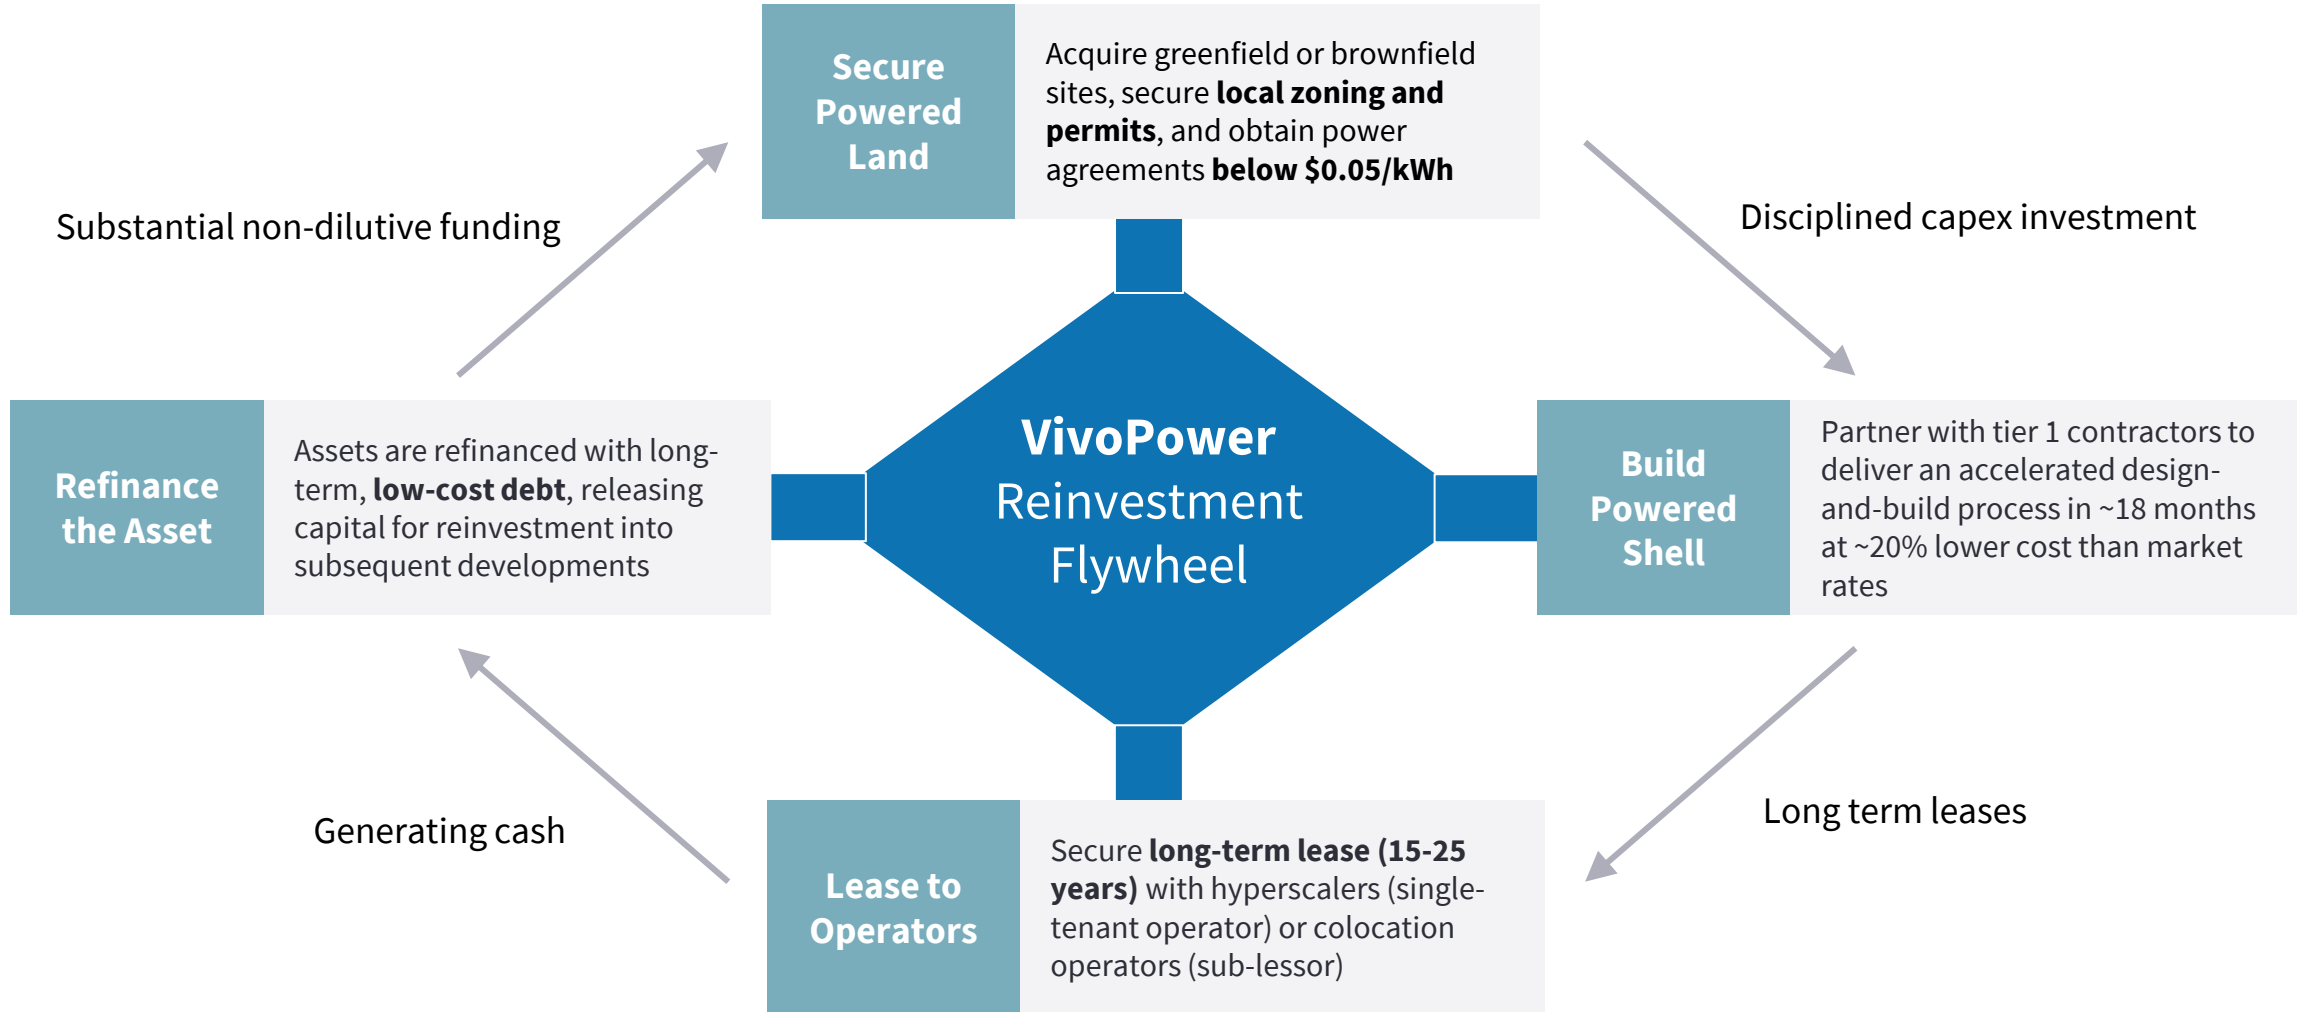 Secure
Powered
Land
Acquire greenfield or brownfield
sites, secure local zoning and
permits, and obtain power
agreements below $0.05/kWh
Substantial non-dilutive funding
Disciplined capex investment
Refinance
the Asset
Assets are refinanced with long-
term, low-cost debt, releasing
capital for reinvestment into
subsequent developments
VivoPower
Reinvestment
Flywheel
Build
Powered
Shell
Partner with tier 1 contractors to
deliver an accelerated design-
and-build process in ~18 months
at ~20% lower cost than market
rates
Generating cash
Long term leases
Lease to
Operators
Secure long-term lease (15-25
years) with hyperscalers (single-
tenant operator) or colocation
operators (sub-lessor)